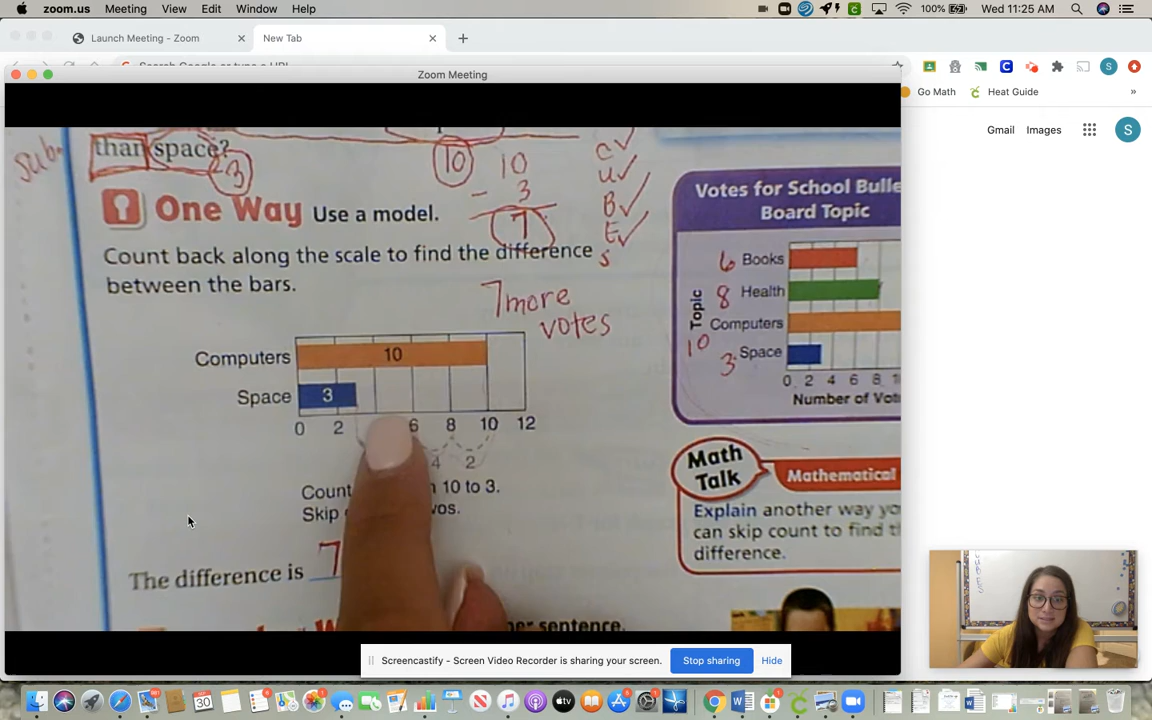 zoom.us Meeting View Edit Window Help 100% Wed 11:25 AM
Launch Meeting - Zoom New Tab
Zoom Meeting
Go Math Heat Guide »
Gmail Images S
sub.
than space?
3
10
10
- 3
7
C
U
B
E
S
One Way Use a model.
Count back along the scale to find the difference
between the bars.
7 more
votes
Computers 10
Space 3
0 2 6 8 10 12
4 2
Count 10 to 3.
Skip
The difference is 7
sentence.
Votes for School
Board Topic
Topic
6 Books
8 Health
10 Computers
3 Space
0 2 4 6 8
Number of
Math
Talk
Mathematical
Explain another way
can skip count to find
difference.
Screencastify - Screen Video Recorder is sharing your screen. Stop sharing Hide